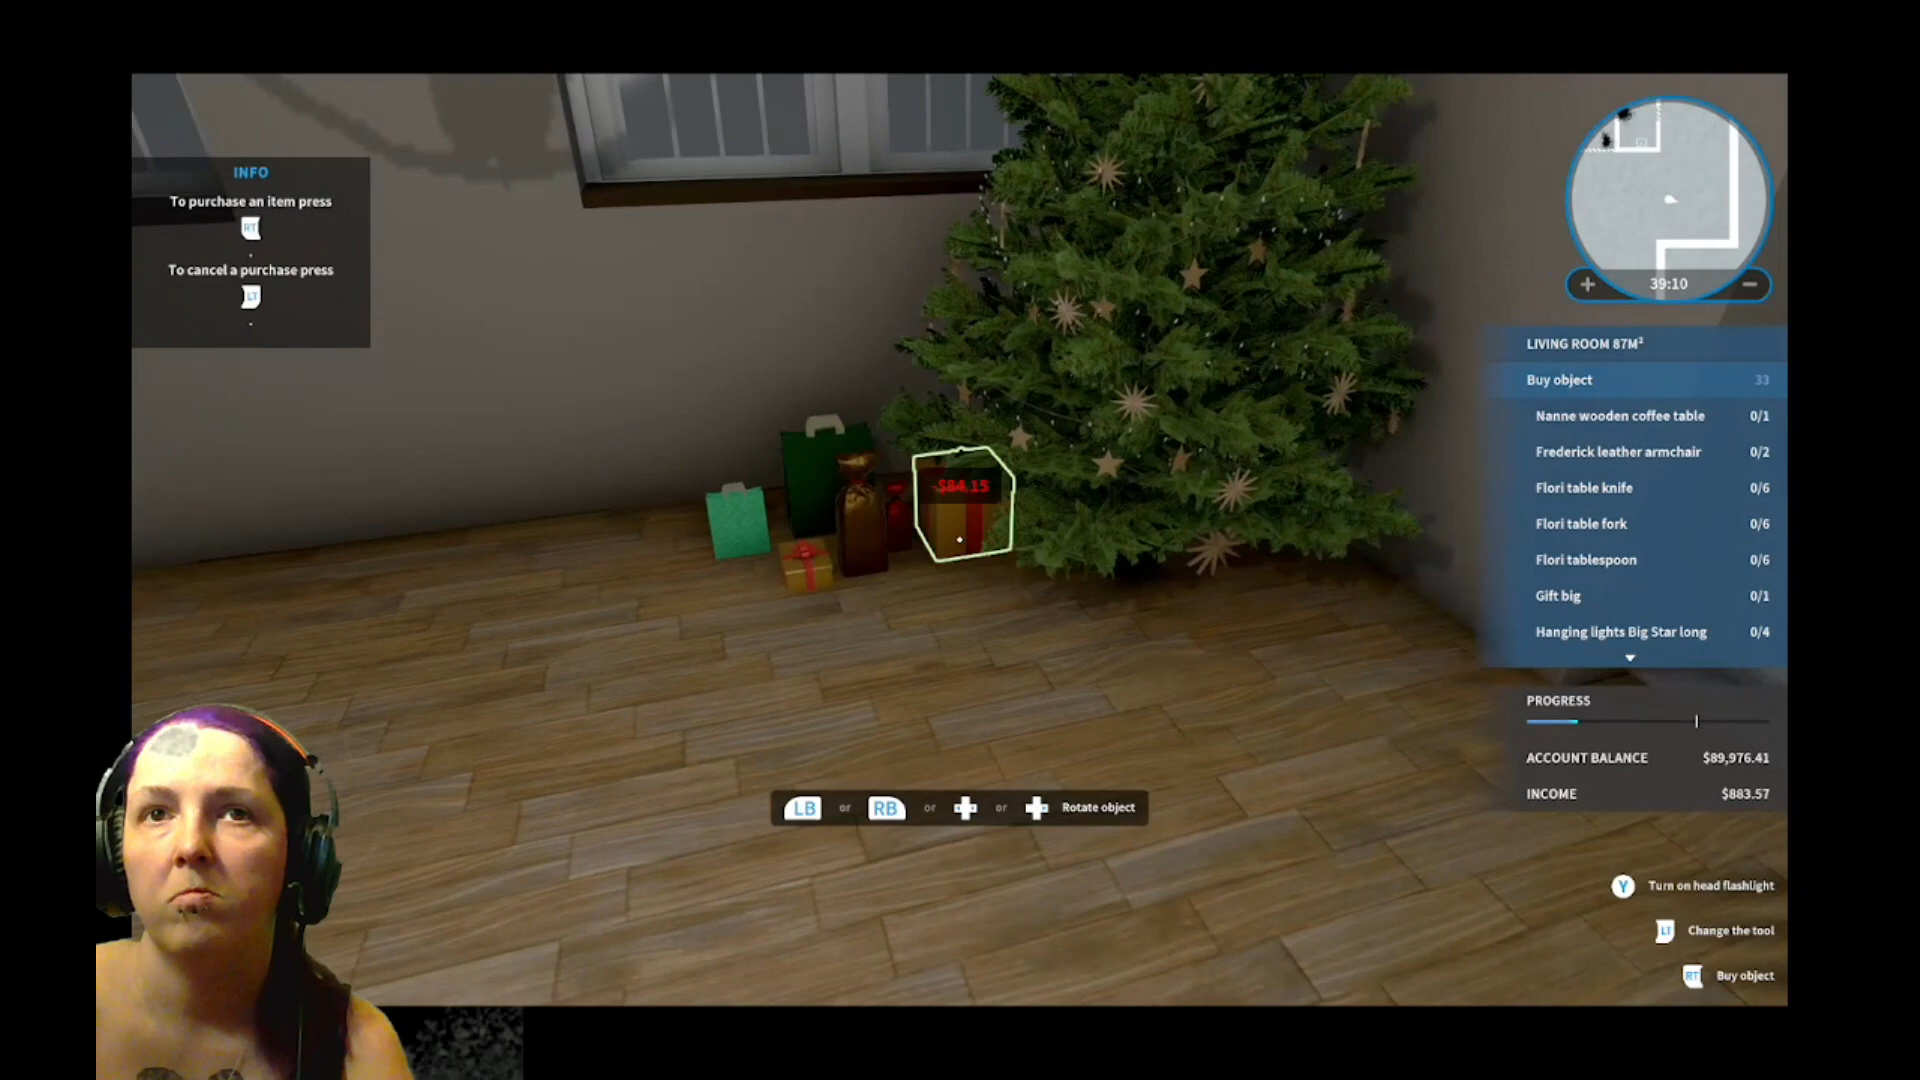 INFO
To purchase an item press
RT
.
To cancel a purchase press
LT
.
-$84.15
39:10
LIVING ROOM 87M²
Buy object 33
Nanne wooden coffee table 0/1
Frederick leather armchair 0/2
Flori table knife 0/6
Flori table fork 0/6
Flori tablespoon 0/6
Gift big 0/1
Hanging lights Big Star long 0/4
PROGRESS
ACCOUNT BALANCE $89,976.41
INCOME $883.57
LB or RB or or Rotate object
Y Turn on head flashlight
LT Change the tool
RT Buy object